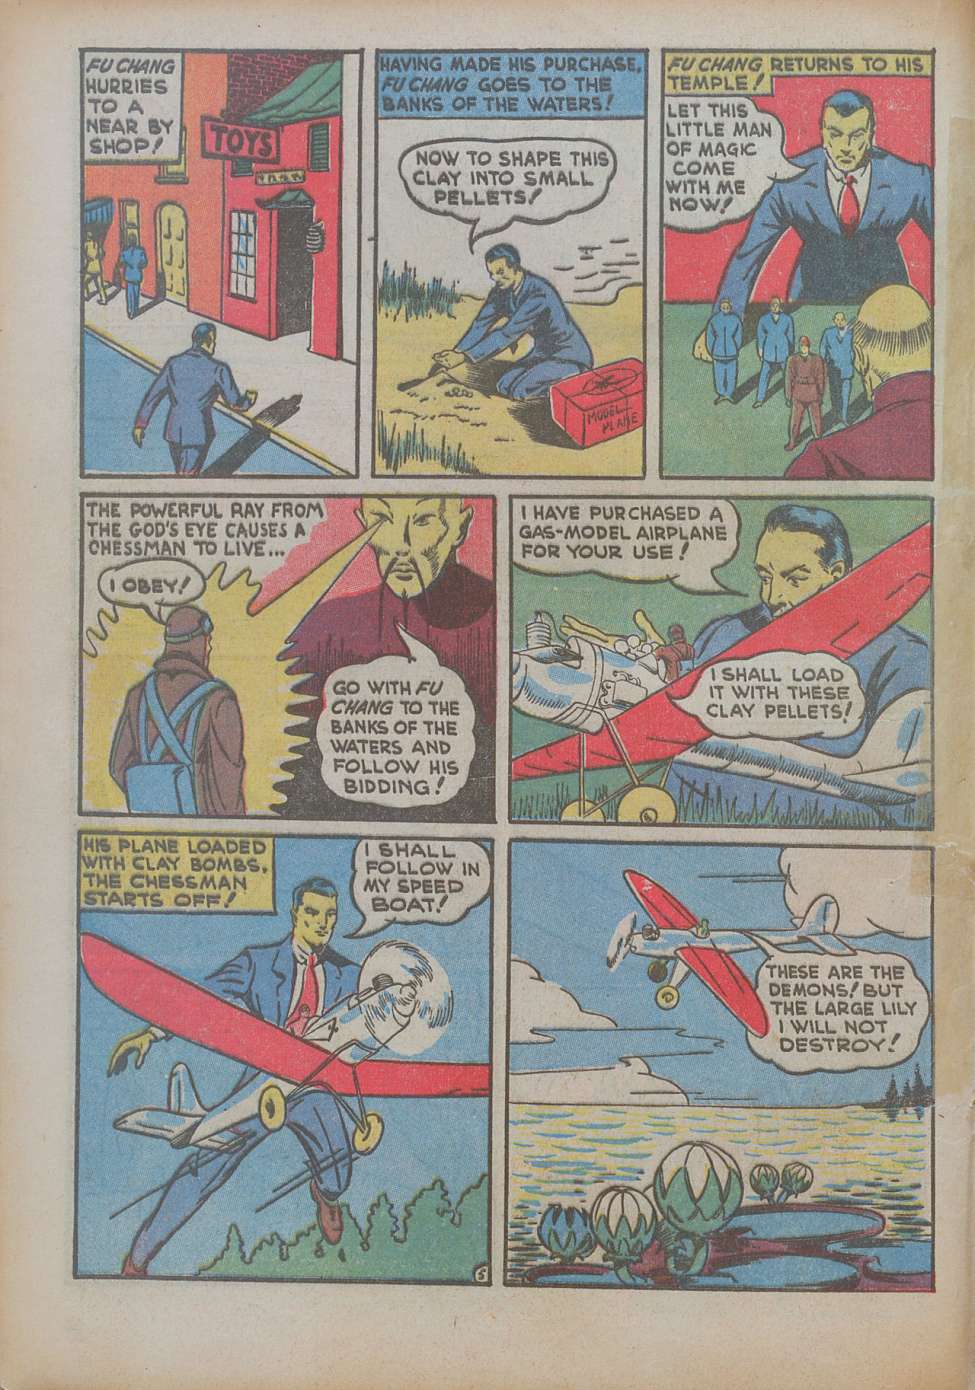 FU CHANG
HURRIES
TO A
NEAR BY
SHOP!
TOYS
HAVING MADE HIS PURCHASE,
FU CHANG GOES TO THE
BANKS OF THE WATERS!
NOW TO SHAPE THIS
CLAY INTO SMALL
PELLETS!
MODEL
PLANE
FU CHANG RETURNS TO HIS
TEMPLE!
LET THIS
LITTLE MAN
OF MAGIC
COME
WITH ME
NOW!
THE POWERFUL RAY FROM
THE GOD'S EYE CAUSES A
CHESSMAN TO LIVE...
I OBEY!
GO WITH FU
CHANG TO THE
BANKS OF THE
WATERS AND
FOLLOW HIS
BIDDING!
I HAVE PURCHASED A
GAS-MODEL AIRPLANE
FOR YOUR USE!
I SHALL LOAD
IT WITH THESE
CLAY PELLETS!
HIS PLANE LOADED
WITH CLAY BOMBS,
THE CHESSMAN
STARTS OFF!
I SHALL
FOLLOW IN
MY SPEED
BOAT!
5
THESE ARE THE
DEMONS! BUT
THE LARGE LILY
I WILL NOT
DESTROY!